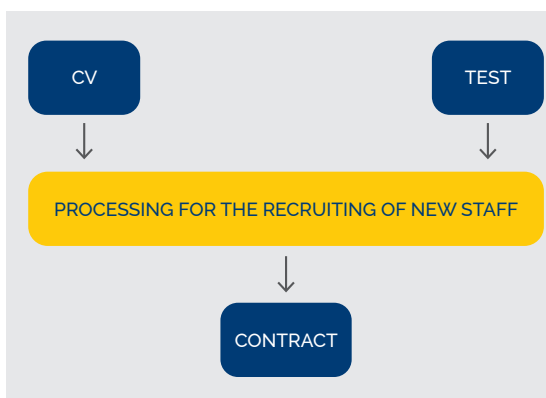 CV
TEST
PROCESSING FOR THE RECRUITING OF NEW STAFF
CONTRACT